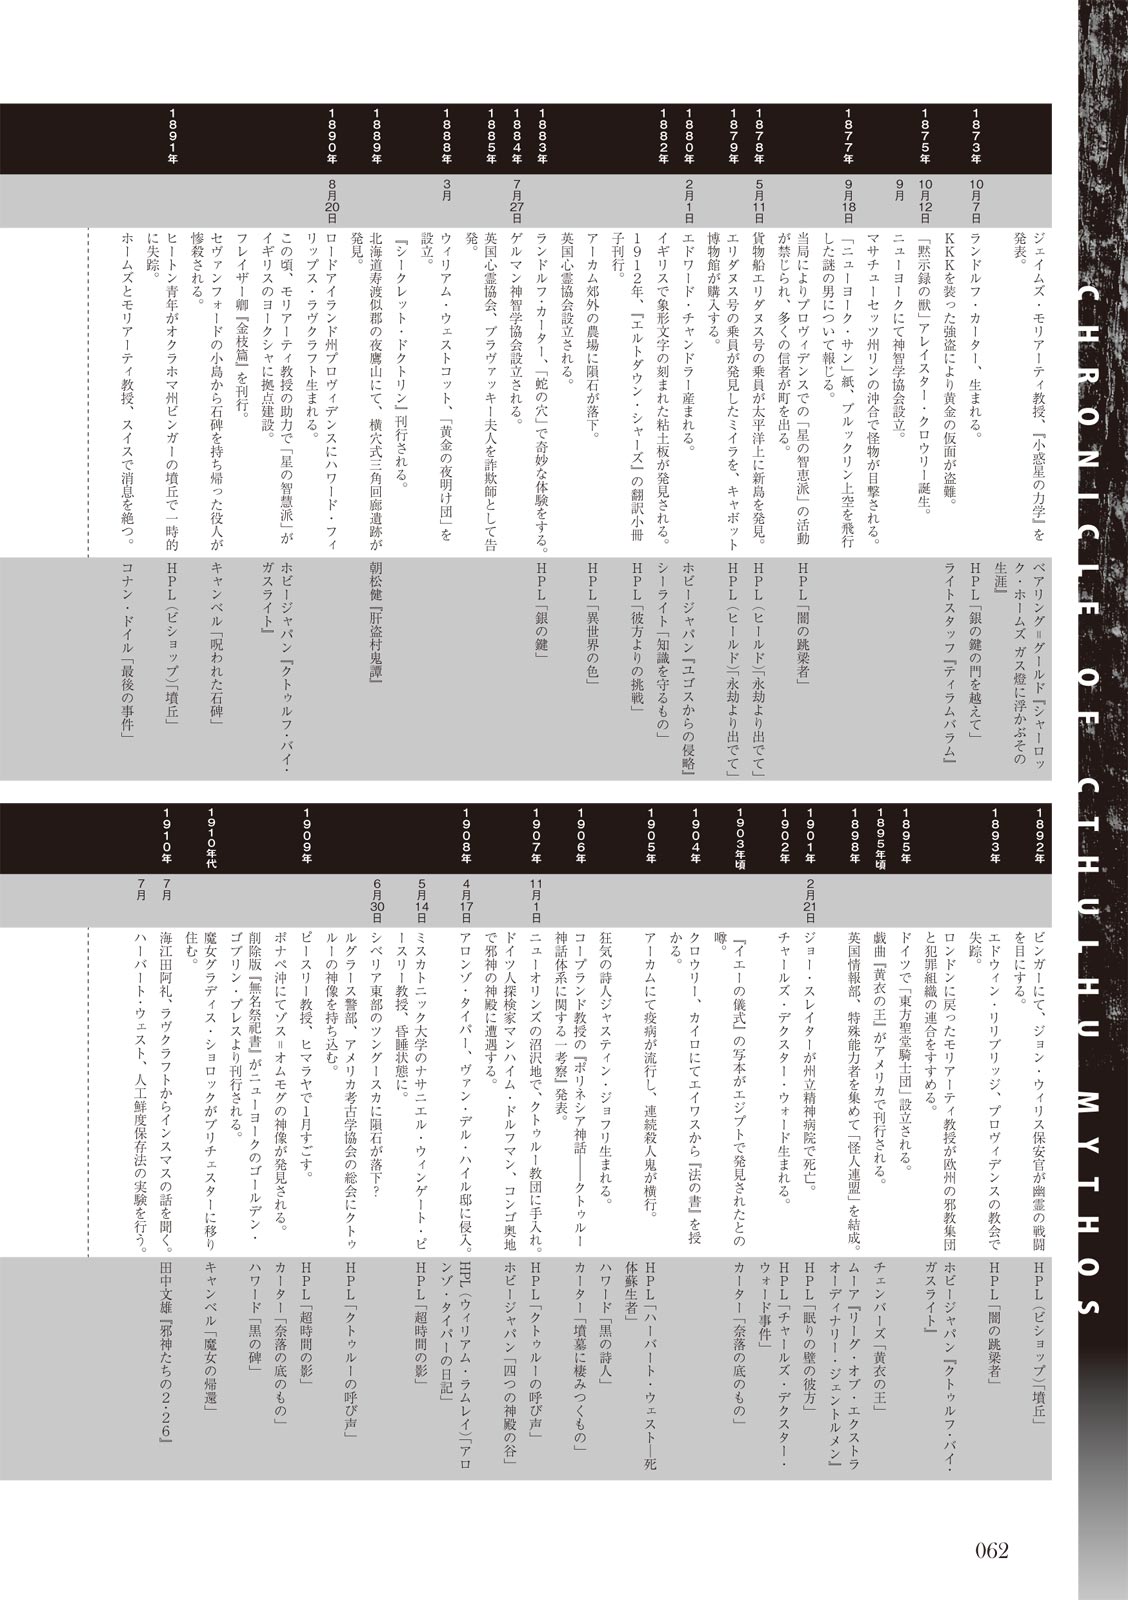 CHRONICLE OF CTHULHU MYTHOS
ジェイムズ・モリアーティ教授、『小惑星の力学』を
発表。
ベアリング＝グールド『シャーロッ
ク・ホームズ ガス燈に浮かぶその
生涯』
1873年
10月7日
ランドルフ・カーター、生まれる。
HPL「銀の鍵の門を越えて」
KKKを装った強盗により黄金の仮面が盗難。
ライトスタッフ『ティラムバラム』
1875年
10月12日
「黙示録の獣」アレイスター・クロウリー誕生。
9月
ニューヨークにて神智学協会設立。
マサチューセッツ州リンの沖合で怪物が目撃される。
1877年
9月18日
「ニューヨーク・サン」紙、ブルックリン上空を飛行
した謎の男について報じる。
当局によりプロヴィデンスでの「星の智恵派」の活動
が禁じられ、多くの信者が町を出る。
HPL「闇の跳梁者」
1878年
5月11日
貨物船エリダヌス号の乗員が太平洋上に新島を発見。
HPL（ヒールド）「永劫より出でて」
1879年
エリダヌス号の乗員が発見したミイラを、キャボット
博物館が購入する。
HPL（ヒールド）「永劫より出でて」
1880年
2月1日
エドワード・チャンドラー産まれる。
ホビージャパン『ユゴスからの侵略』
1882年
イギリスで象形文字の刻まれた粘土板が発見される。
1912年、『エルトダウン・シャーズ』の翻訳小冊
子刊行。
シーライト「知識を守るもの」
HPL「彼方よりの挑戦」
アーカム郊外の農場に隕石が落下。
HPL「異世界の色」
英国心霊協会設立される。
1883年
ランドルフ・カーター、「蛇の穴」で奇妙な体験をする。
HPL「銀の鍵」
1884年
7月27日
ゲルマン神智学協会設立される。
1885年
英国心霊協会、ブラヴァッキー夫人を詐欺師として告
発。
1888年
3月
ウィリアム・ウェストコット、「黄金の夜明け団」を
設立。
『シークレット・ドクトリン』刊行される。
1889年
北海道寿渡似郡の夜鷹山にて、横穴式三角回廊遺跡が
発見。
朝松健『肝盗村鬼譚』
1890年
8月20日
ロードアイランド州プロヴィデンスにハワード・フィ
リップス・ラヴクラフト生まれる。
この頃、モリアーティ教授の助力で「星の智慧派」が
イギリスのヨークシャに拠点建設。
ホビージャパン『クトゥルフ・バイ・
ガスライト』
フレイザー卿『金枝篇』を刊行。
セヴァンフォードの小島から石碑を持ち帰った役人が
惨殺される。
キャンベル「呪われた石碑」
1891年
ヒートン青年がオクラホマ州ビンガーの墳丘で一時的
に失踪。
HPL（ビショップ）「墳丘」
ホームズとモリアーティ教授、スイスで消息を絶つ。
コナン・ドイル「最後の事件」
1892年
ビンガーにて、ジョン・ウィリス保安官が幽霊の戦闘
を目にする。
HPL（ビショップ）「墳丘」
1893年
エドウィン・リリブリッジ、プロヴィデンスの教会で
失踪。
HPL「闇の跳梁者」
ロンドンに戻ったモリアーティ教授が欧州の邪教集団
と犯罪組織の連合をすすめる。
ホビージャパン『クトゥルフ・バイ・
ガスライト』
1895年
ドイツで「東方聖堂騎士団」設立される。
1895年頃
戯曲『黄衣の王』がアメリカで刊行される。
チェンバーズ「黄衣の王」
1898年
英国情報部、特殊能力者を集めて「怪人連盟」を結成。
ムーア『リーグ・オブ・エクストラ
オーディナリー・ジェントルメン』
1901年
2月21日
ジョー・スレイターが州立精神病院で死亡。
HPL「眠りの壁の彼方」
1902年
チャールズ・デクスター・ウォード生まれる。
HPL「チャールズ・デクスター・
ウォード事件」
1903年頃
『イエーの儀式』の写本がエジプトで発見されたとの
噂。
カーター「奈落の底のもの」
1904年
クロウリー、カイロにてエイワスから『法の書』を授
かる。
1905年
アーカムにて疫病が流行し、連続殺人鬼が横行。
HPL「ハーバート・ウェスト―死
体蘇生者」
狂気の詩人ジャスティン・ジョフリ生まれる。
ハワード「黒の詩人」
1906年
コープランド教授の『ポリネシア神話――クトゥルー
神話体系に関する一考察』発表。
カーター「墳墓に棲みつくもの」
1907年
11月1日
ニューオリンズの沼沢地で、クトゥルー教団に手入れ。
HPL「クトゥルーの呼び声」
ドイツ人探検家マンハイム・ドルフマン、コンゴ奥地
で邪神の神殿に遭遇する。
ホビージャパン「四つの神殿の谷」
1908年
4月17日
アロンゾ・タイパー、ヴァン・デル・ハイル邸に侵入。
HPL（ウィリアム・ラムレイ）「アロ
ンゾ・タイパーの日記」
5月14日
ミスカトニック大学のナサニエル・ウィンゲート・ピ
ースリー教授、昏睡状態に。
HPL「超時間の影」
6月30日
シベリア東部のツングースカに隕石が落下？
ルグラース警部、アメリカ考古学協会の総会にクトゥ
ルーの神像を持ち込む。
HPL「クトゥルーの呼び声」
1909年
ピースリー教授、ヒマラヤで1月すごす。
HPL「超時間の影」
ポナペ沖にてゾス＝オムモグの神像が発見される。
カーター「奈落の底のもの」
削除版『無名祭祀書』がニューヨークのゴールデン・
ゴブリン・プレスより刊行される。
ハワード「黒の碑」
1910年代
魔女グラディス・ショロックがブリチェスターに移り
住む。
キャンベル「魔女の帰還」
1910年
7月
海江田阿礼、ラヴクラフトからインスマスの話を聞く。
田中文雄『邪神たちの2・26』
7月
ハーバート・ウェスト、人工鮮度保存法の実験を行う。
062